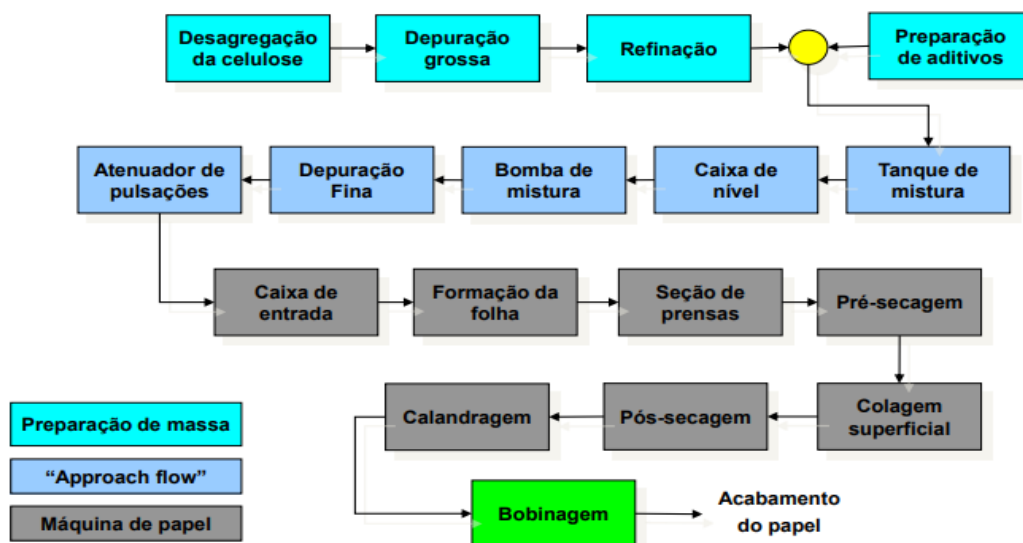 Desagregação
da celulose
Depuração
grossa
Refinação
Preparação
de aditivos
Atenuador de
pulsações
Depuração
Fina
Bomba de
mistura
Caixa de
nível
Tanque de
mistura
Caixa de
entrada
Formação da
folha
Seção de
prensas
Pré-secagem
Calandragem
Pós-secagem
Colagem
superficial
Preparação de massa
“Approach flow”
Máquina de papel
Bobinagem
Acabamento
do papel